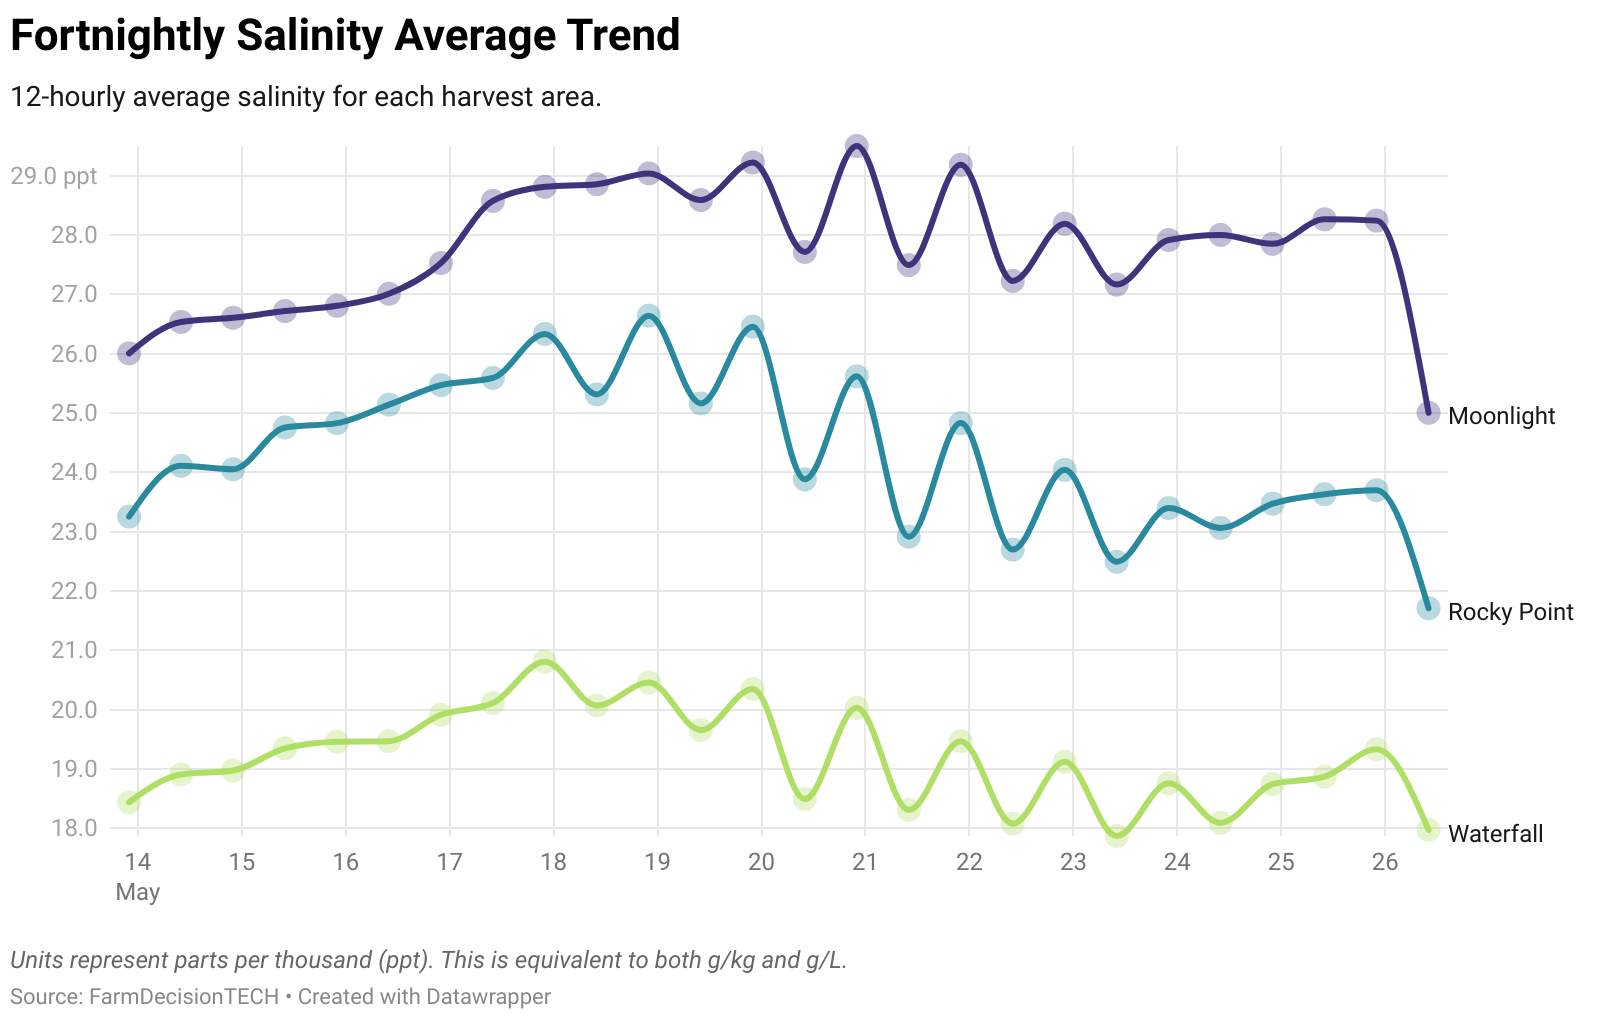 Fortnightly Salinity Average Trend
12-hourly average salinity for each harvest area.
29.0 ppt
28.0
27.0
26.0
25.0
24.0
23.0
22.0
21.0
20.0
19.0
18.0
Moonlight
Rocky Point
Waterfall
14 15 16 17 18 19 20 21 22 23 24 25 26
May
Units represent parts per thousand (ppt). This is equivalent to both g/kg and g/L.
Source: FarmDecisionTECH • Created with Datawrapper